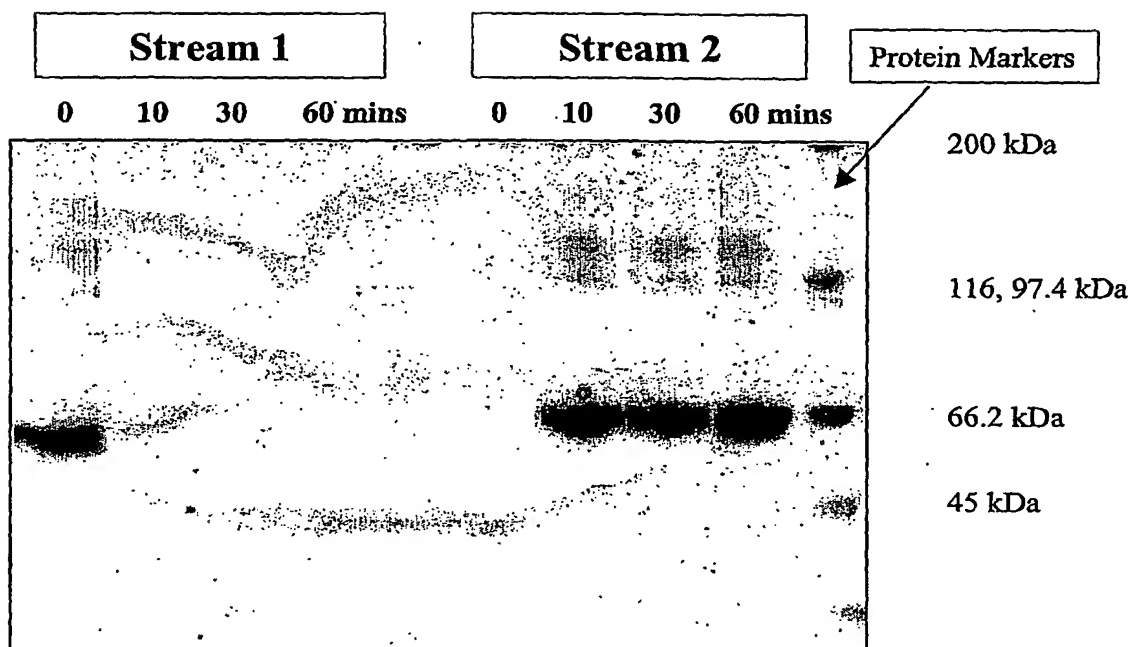 Stream 1
Stream 2
Protein Markers
0 10 30 60 mins 0 10 30 60 mins
200 kDa
116, 97.4 kDa
66.2 kDa
45 kDa